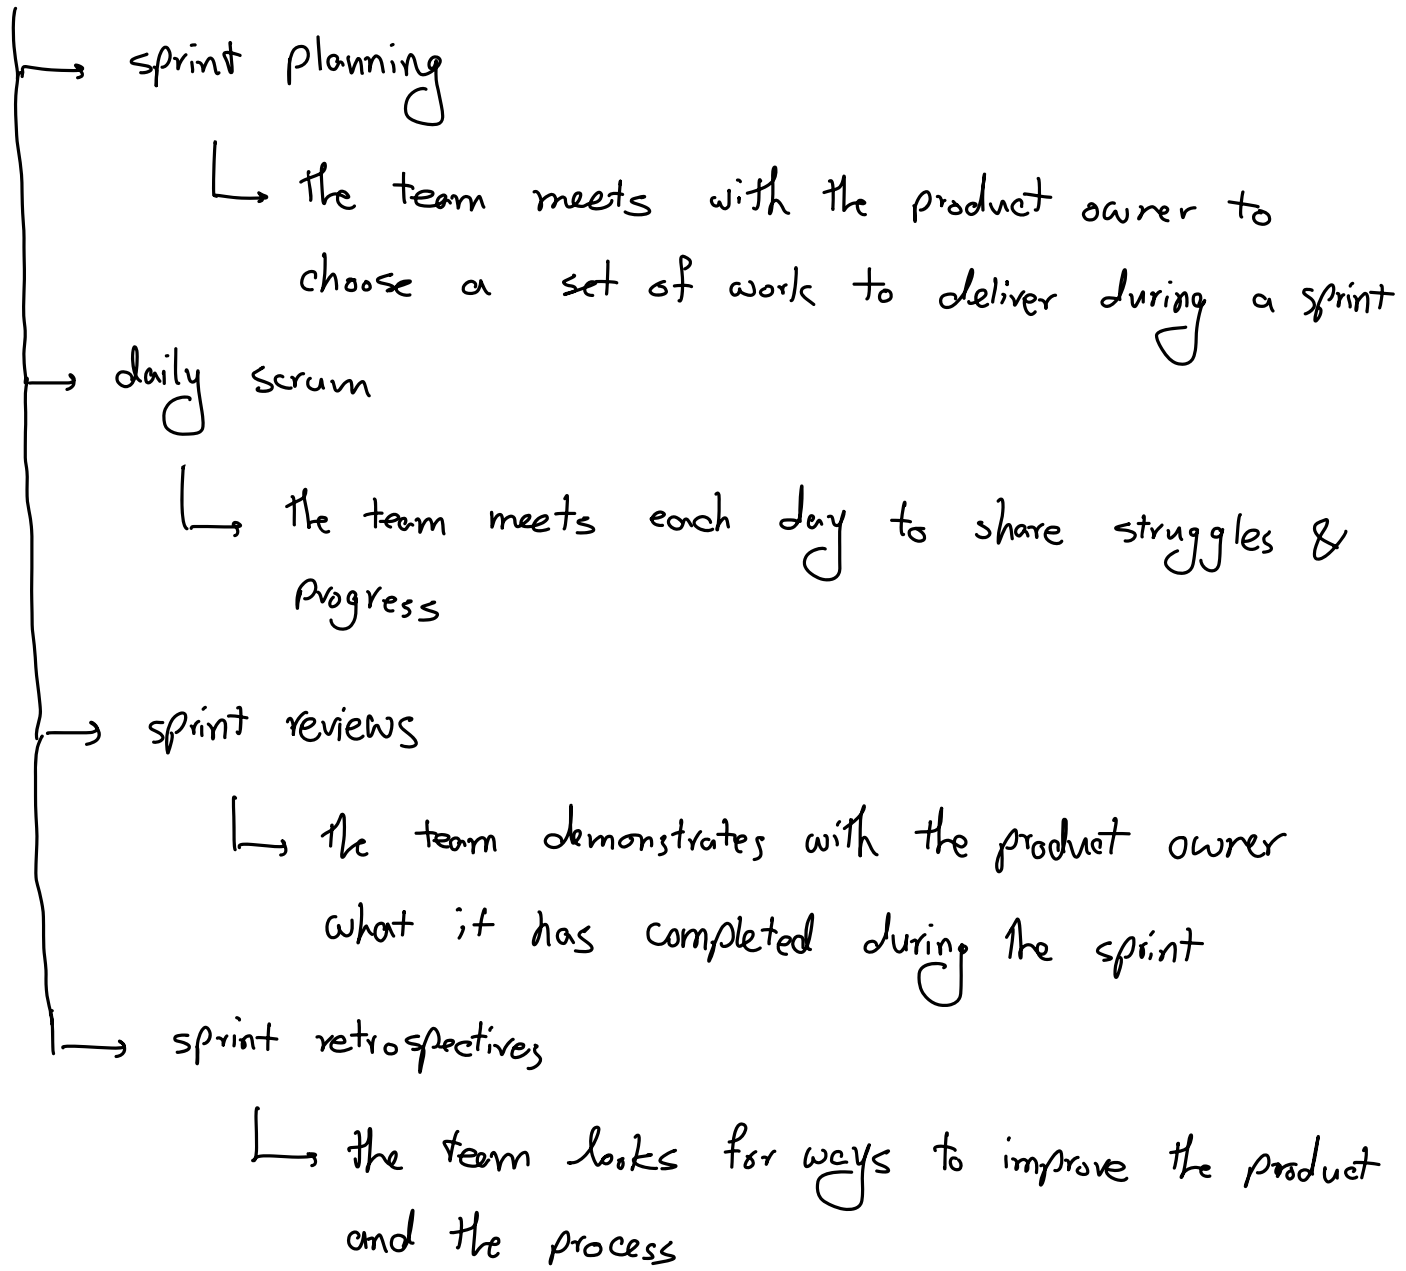 sprint planning
the team meets with the product owner to
choose a set of work to deliver during a sprint
daily scrum
the team meets each day to share struggles &
progress
sprint reviews
the team demonstrates with the product owner
what it has completed during the sprint
sprint retrospectives
the team looks for ways to improve the product
and the process